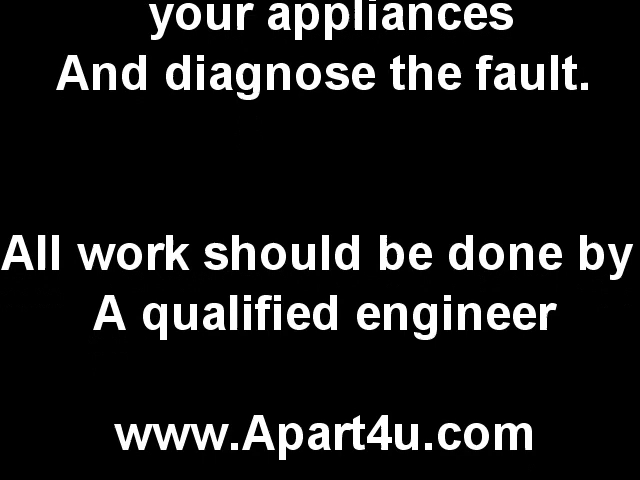 your appliances
And diagnose the fault.
All work should be done by
A qualified engineer
www.Apart4u.com